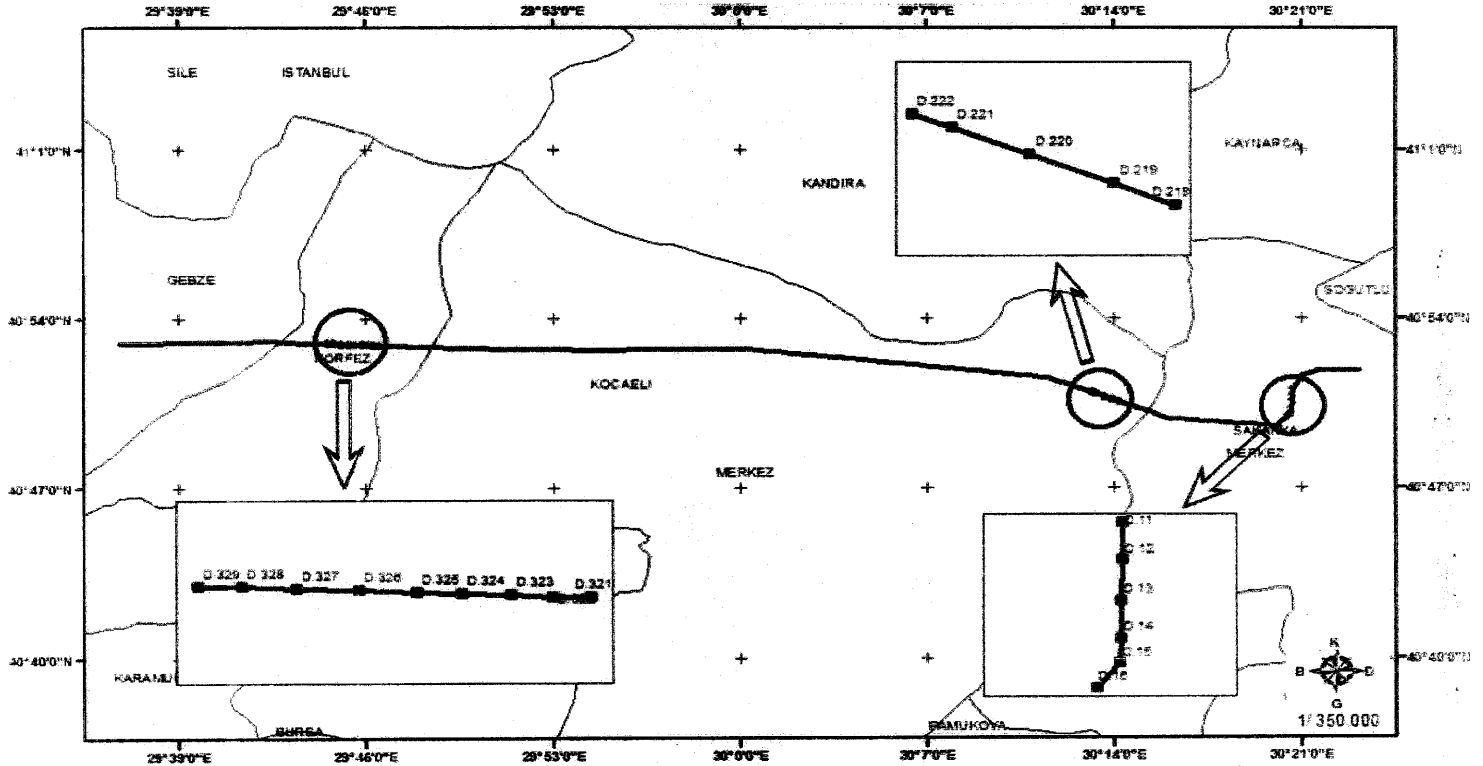 29°39'0"E 29°46'0"E 29°53'0"E 30°0'0"E 30°7'0"E 30°14'0"E 30°21'0"E
SILE ISTANBUL
D.222
D.221
D.220
D.219
D.218
KAYNARCA
41°1'0"N 41°1'0"N
KANDIRA
GEBZE
SOGUTLU
40°54'0"N 40°54'0"N
KORFEZ
KOCAELI
SAKARYA
MERKEZ
MERKEZ
40°47'0"N 40°47'0"N
D.11
D.12
D.13
D.14
D.15
D.16
D.329 D.328 D.327 D.326 D.325 D.324 D.323 D.321
40°40'0"N 40°40'0"N
KARAMU
K
B D
G
1/350.000
BURSA
PAMUKOVA
29°39'0"E 29°46'0"E 29°53'0"E 30°0'0"E 30°7'0"E 30°14'0"E 30°21'0"E